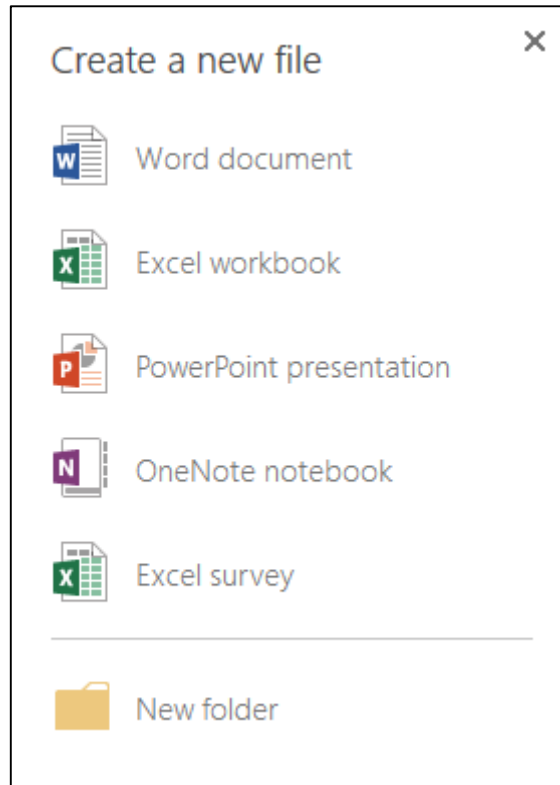 Create a new file
Word document
Excel workbook
PowerPoint presentation
OneNote notebook
Excel survey
New folder